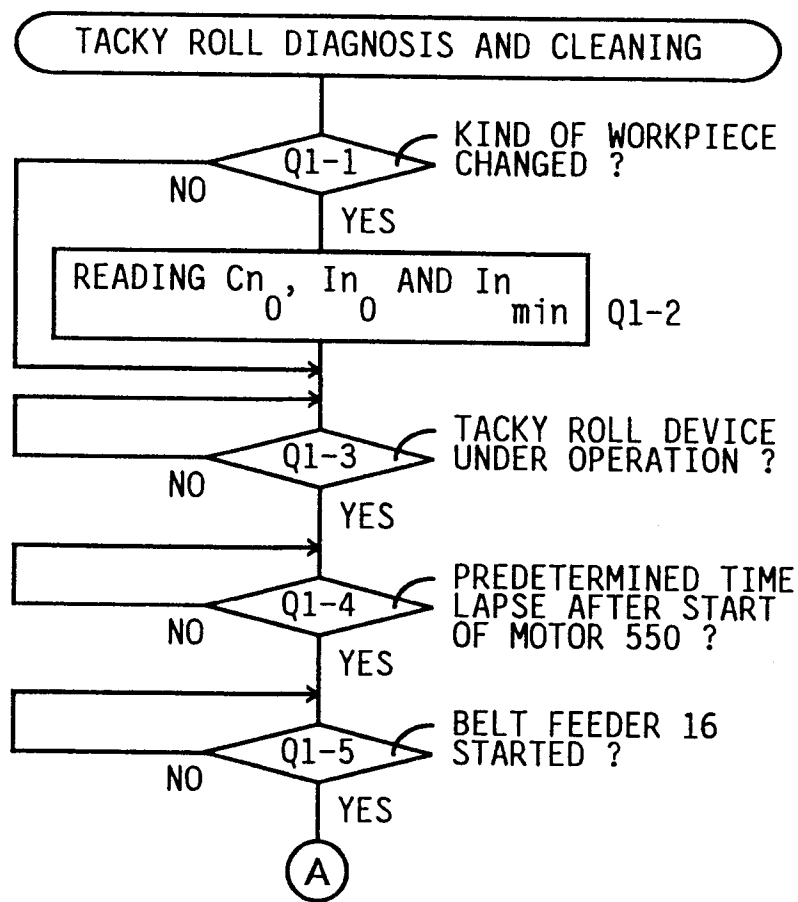 TACKY ROLL DIAGNOSIS AND CLEANING
Q1-1
KIND OF WORKPIECE
CHANGED ?
NO
YES
READING Cn0, In0 AND Inmin
Q1-2
Q1-3
TACKY ROLL DEVICE
UNDER OPERATION ?
NO
YES
Q1-4
PREDETERMINED TIME
LAPSE AFTER START
OF MOTOR 550 ?
NO
YES
Q1-5
BELT FEEDER 16
STARTED ?
NO
YES
A